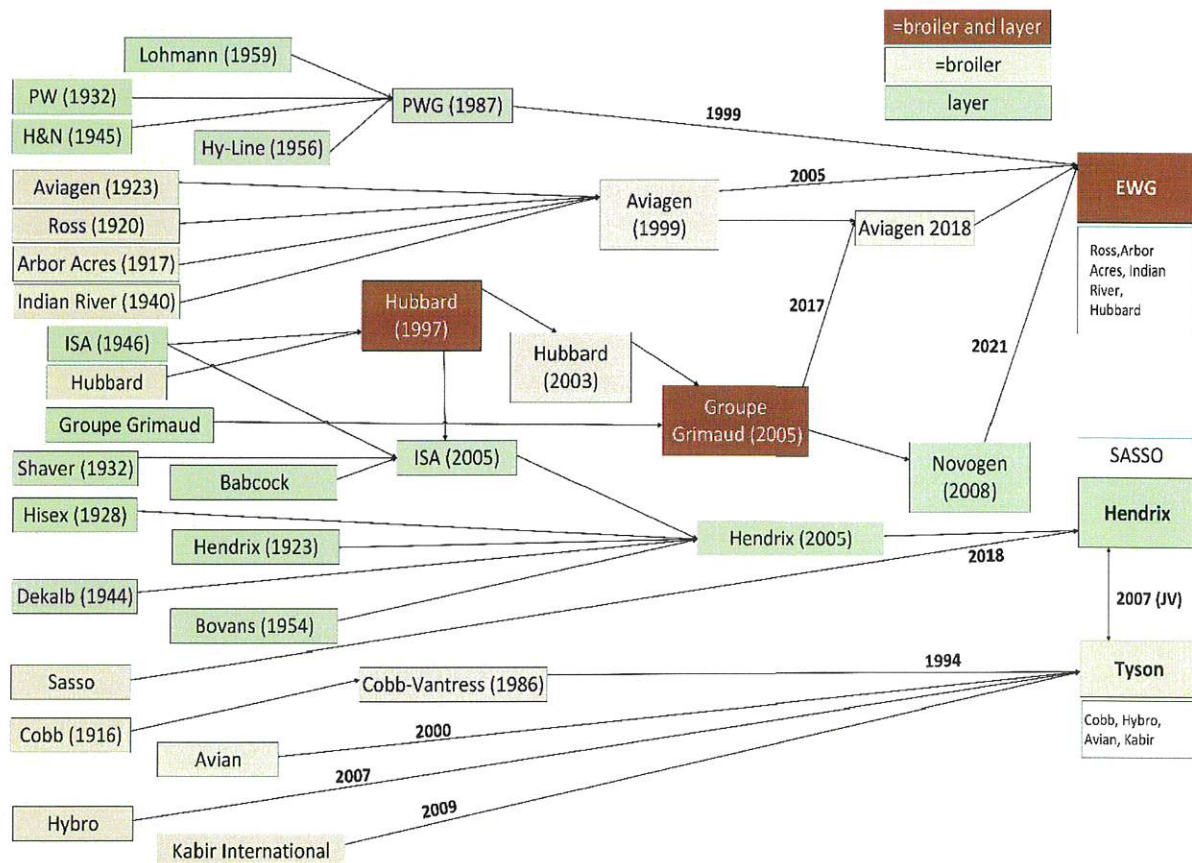 =broiler and layer
=broiler
layer
Lohmann (1959)
PW (1932)
PWG (1987)
1999
H&N (1945)
Hy-Line (1956)
EWG
Aviagen (1923)
2005
Ross (1920)
Aviagen
(1999)
Aviagen 2018
Arbor Acres (1917)
Indian River (1940)
Ross,Arbor
Acres, Indian
River,
Hubbard
Hubbard
(1997)
2017
ISA (1946)
Hubbard
(2003)
2021
Hubbard
Groupe
Grimaud (2005)
Groupe Grimaud
ISA (2005)
Novogen
(2008)
SASSO
Shaver (1932)
Babcock
Hisex (1928)
Hendrix
Hendrix (1923)
Hendrix (2005)
2018
Dekalb (1944)
2007 (JV)
Bovans (1954)
Sasso
Cobb-Vantress (1986)
1994
Tyson
Cobb (1916)
Cobb, Hybro,
Avian, Kabir
2000
Avian
2007
2009
Hybro
Kabir International